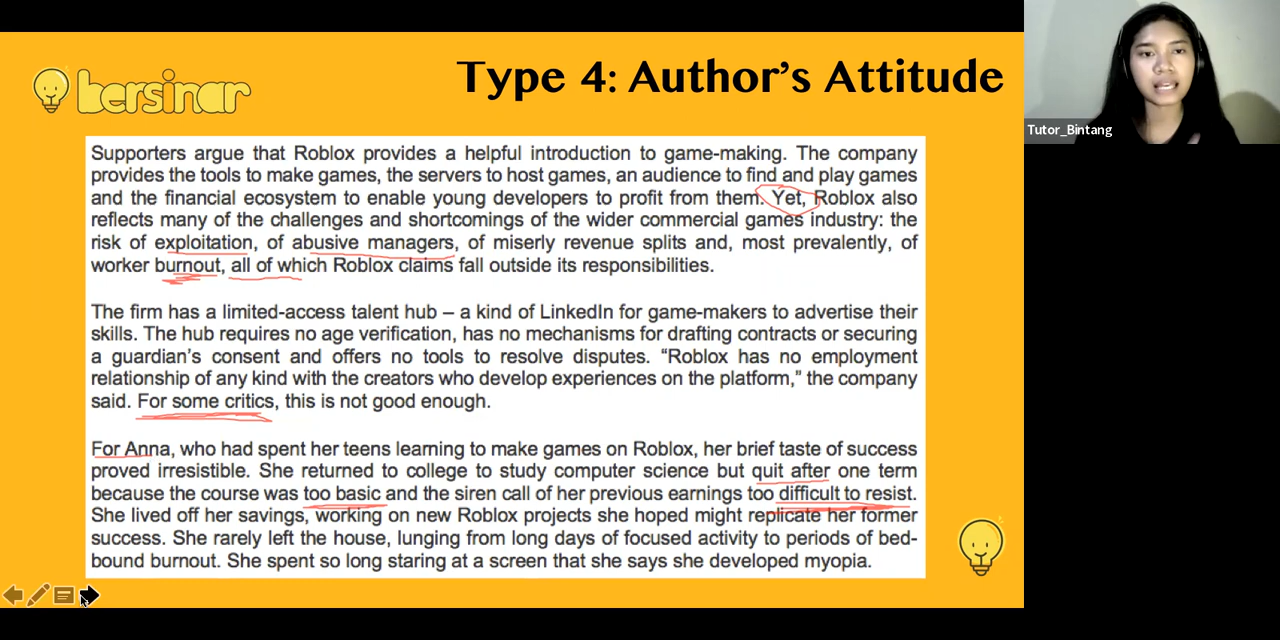 bersinar
Type 4: Author's Attitude
Tutor_Bintang
Supporters argue that Roblox provides a helpful introduction to game-making. The company
provides the tools to make games, the servers to host games, an audience to find and play games
and the financial ecosystem to enable young developers to profit from them. Yet, Roblox also
reflects many of the challenges and shortcomings of the wider commercial games industry: the
risk of exploitation, of abusive managers, of miserly revenue splits and, most prevalently, of
worker burnout, all of which Roblox claims fall outside its responsibilities.
The firm has a limited-access talent hub – a kind of LinkedIn for game-makers to advertise their
skills. The hub requires no age verification, has no mechanisms for drafting contracts or securing
a guardian's consent and offers no tools to resolve disputes. “Roblox has no employment
relationship of any kind with the creators who develop experiences on the platform,” the company
said. For some critics, this is not good enough.
For Anna, who had spent her teens learning to make games on Roblox, her brief taste of success
proved irresistible. She returned to college to study computer science but quit after one term
because the course was too basic and the siren call of her previous earnings too difficult to resist.
She lived off her savings, working on new Roblox projects she hoped might replicate her former
success. She rarely left the house, lunging from long days of focused activity to periods of bed-
bound burnout. She spent so long staring at a screen that she says she developed myopia.